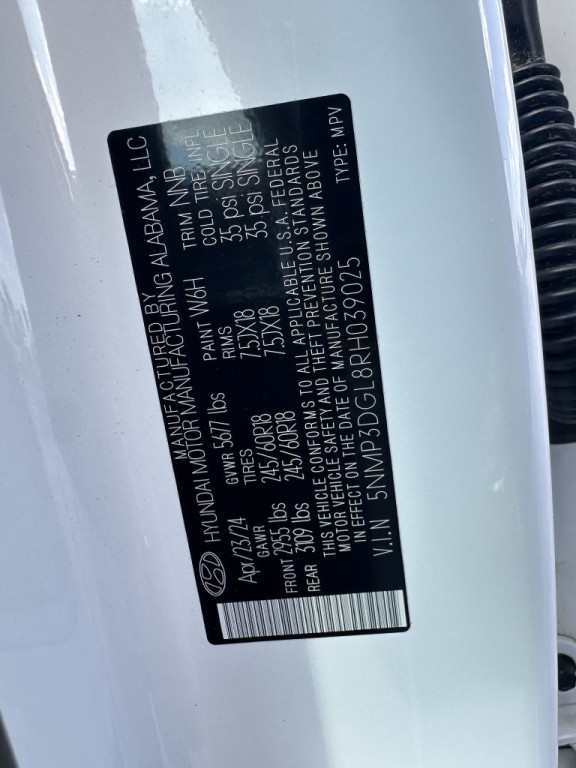 MANUFACTURED BY
HYUNDAI MOTOR MANUFACTURING ALABAMA, LLC
Apr/23/24 GVWR 5677 lbs PAINT W6H TRIM NNB
GAWR TIRES RIMS COLD TIRE INFL
FRONT 2955 lbs 245/60R18 7.5JX18 35 psi SINGLE
REAR 3109 lbs 245/60R18 7.5JX18 35 psi SINGLE
THIS VEHICLE CONFORMS TO ALL APPLICABLE U.S.A. FEDERAL
MOTOR VEHICLE SAFETY AND THEFT PREVENTION STANDARDS
IN EFFECT ON THE DATE OF MANUFACTURE SHOWN ABOVE
V.I.N 5NMP3DGL8RH039025 TYPE: MPV